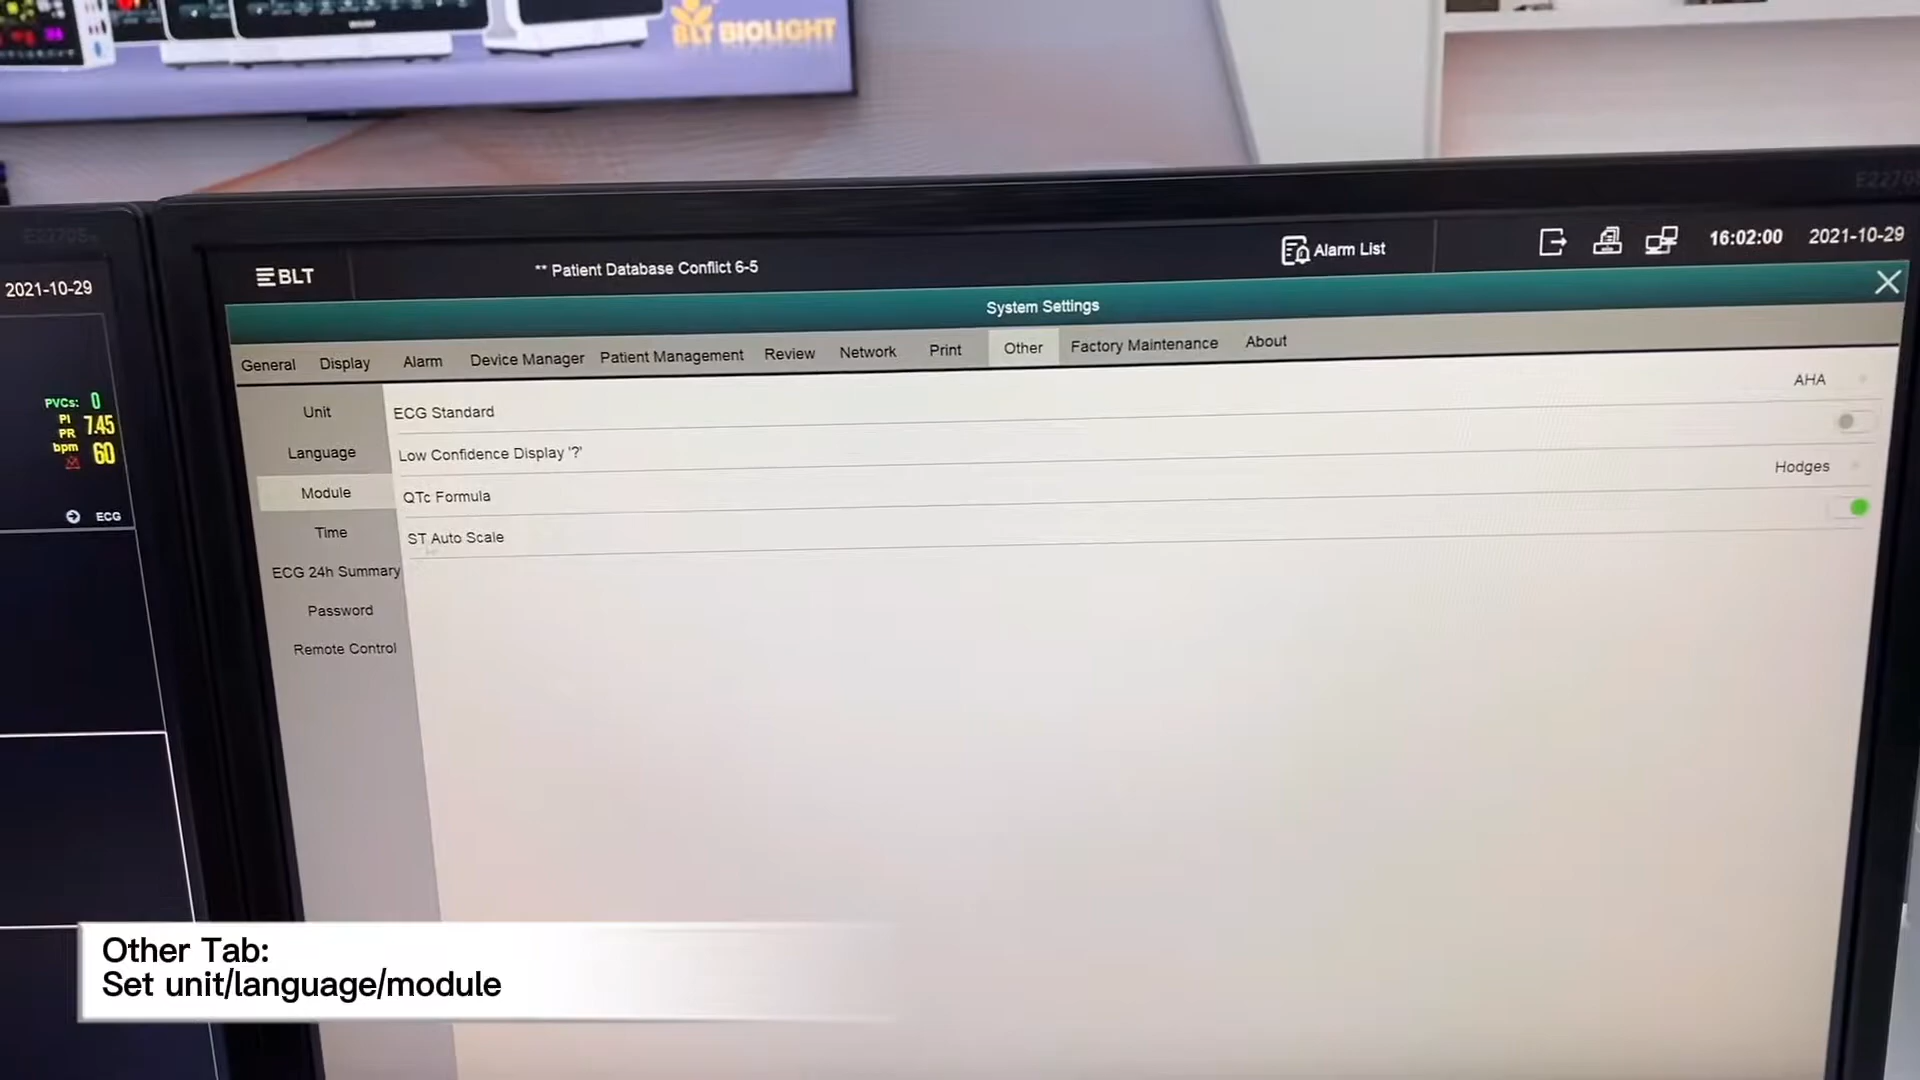 BLT BIOLIGHT
E2270S
2021-10-29
PVCs: 0
PI 7.45
PR
bpm 60
ECG
BLT
** Patient Database Conflict 6-5
Alarm List
16:02:00
2021-10-29
System Settings
General
Display
Alarm
Device Manager
Patient Management
Review
Network
Print
Other
Factory Maintenance
About
Unit
Language
Module
Time
ECG 24h Summary
Password
Remote Control
ECG Standard
AHA
Low Confidence Display '?'
QTc Formula
Hodges
ST Auto Scale
Other Tab:
Set unit/language/module